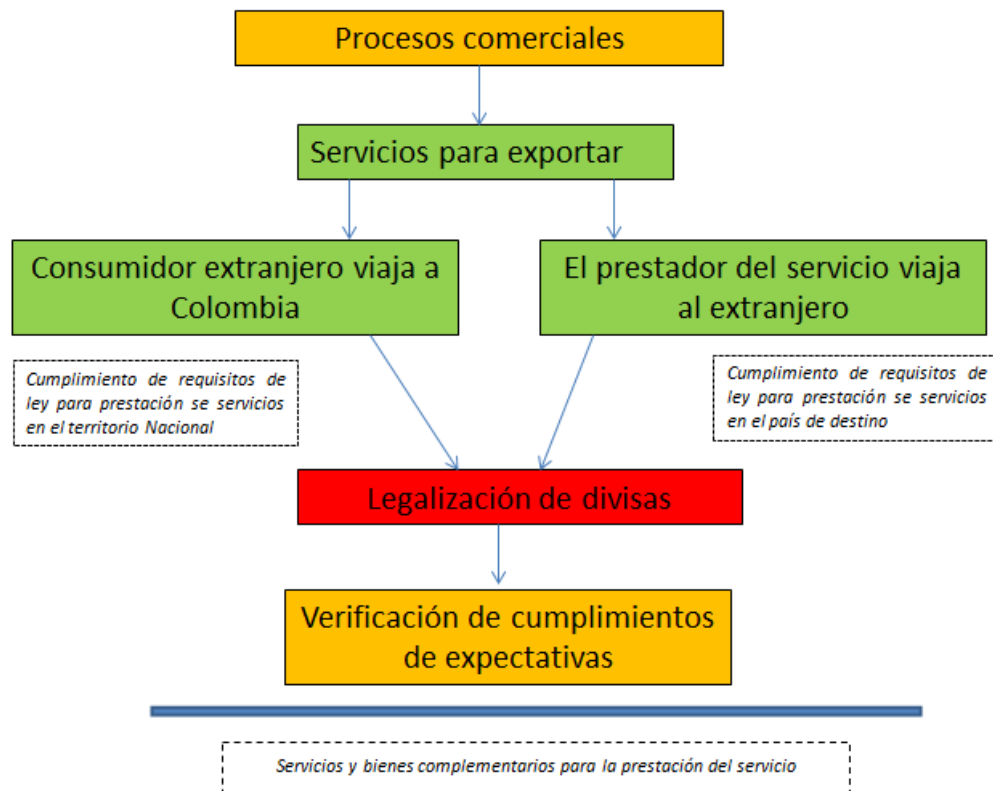 Procesos comerciales
Servicios para exportar
Consumidor extranjero viaja a
Colombia
El prestador del servicio viaja
al extranjero
Cumplimiento de requisitos de
ley para prestación se servicios
en el territorio Nacional
Cumplimiento de requisitos de
ley para prestación se servicios
en el país de destino
Legalización de divisas
Verificación de cumplimientos
de expectativas
Servicios y bienes complementarios para la prestación del servicio